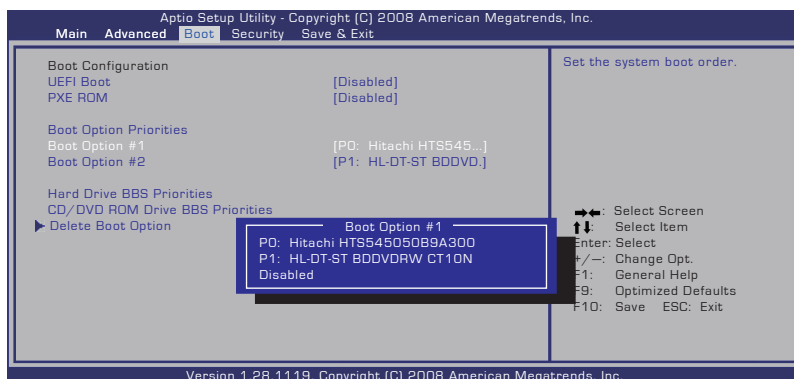 Aptio Setup Utility - Copyright (C) 2008 American Megatrends, Inc.
Main Advanced Boot Security Save & Exit
Boot Configuration
UEFI Boot [Disabled]
PXE ROM [Disabled]
Boot Option Priorities
Boot Option #1 [P0: Hitachi HTS545...]
Boot Option #2 [P1: HL-DT-ST BDDVD.]
Hard Drive BBS Priorities
CD/DVD ROM Drive BBS Priorities
Delete Boot Option
Boot Option #1
P0: Hitachi HTS545050B9A300
P1: HL-DT-ST BDDVDRW CT10N
Disabled
Set the system boot order.
→←: Select Screen
↑↓: Select Item
Enter: Select
+/—: Change Opt.
F1: General Help
F9: Optimized Defaults
F10: Save ESC: Exit
Version 1.28.1119. Copyright (C) 2008 American Megatrends, Inc.